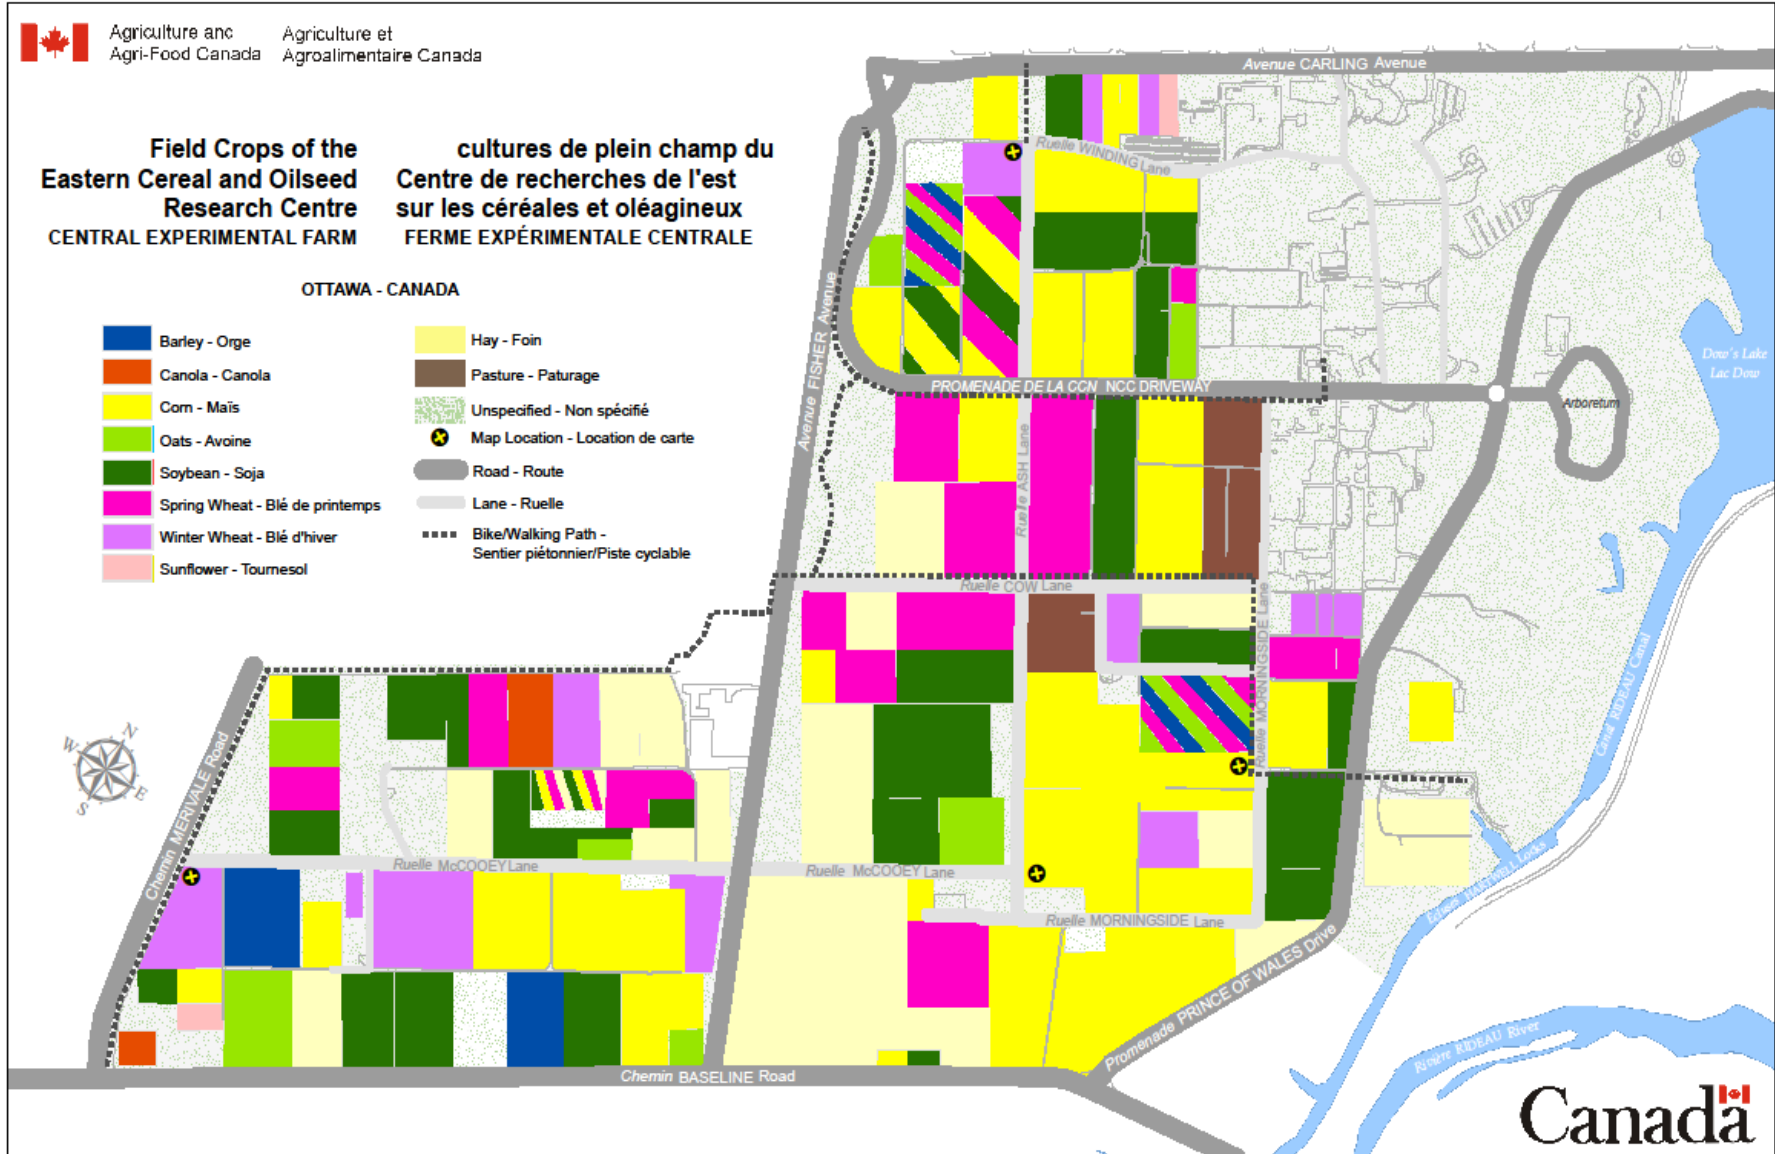 Agriculture anc
Agri-Food Canada
Agriculture et
Agroalimentaire Canada
Field Crops of the
Eastern Cereal and Oilseed
Research Centre
CENTRAL EXPERIMENTAL FARM
cultures de plein champ du
Centre de recherches de l'est
sur les céréales et oléagineux
FERME EXPÉRIMENTALE CENTRALE
OTTAWA - CANADA
Barley - Orge
Canola - Canola
Corn - Maïs
Oats - Avoine
Soybean - Soja
Spring Wheat - Blé de printemps
Winter Wheat - Blé d'hiver
Sunflower - Tournesol
Hay - Foin
Pasture - Paturage
Unspecified - Non spécifié
Map Location - Location de carte
Road - Route
Lane - Ruelle
Bike/Walking Path -
Sentier piétonnier/Piste cyclable
Avenue CARLING Avenue
Ruelle WINDING Lane
Avenue FISHER Avenue
PROMENADE DE LA CCN NCC DRIVEWAY
Dow's Lake
Lac Dow
Arboretum
Ruelle ASH Lane
Ruelle COW Lane
Ruelle MORNINGSIDE Lane
Canal RIDEAU Canal
N
W
E
S
Chemin MERIVALE Road
Ruelle McCOOEY Lane
Ruelle McCOOEY Lane
Ruelle MORNINGSIDE Lane
Écluses HARTWELL Locks
Promenade PRINCE OF WALES Drive
Rivière RIDEAU River
Chemin BASELINE Road
Canada